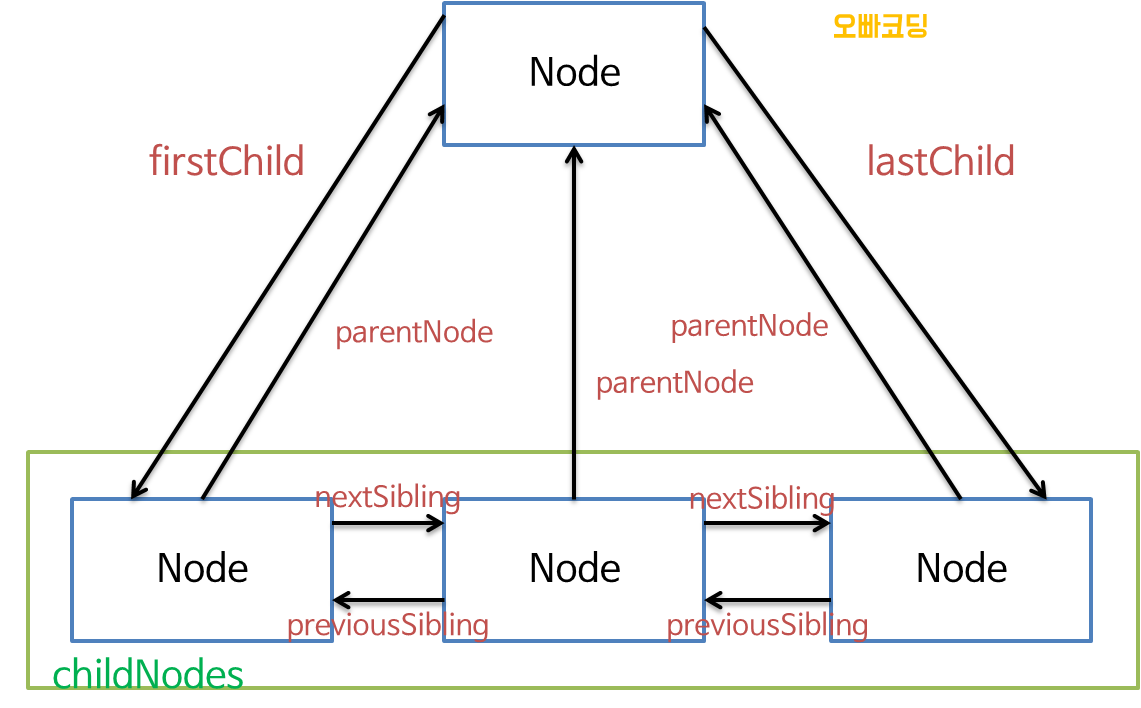 오빠코딩
Node
firstChild
lastChild
parentNode
parentNode
parentNode
nextSibling
nextSibling
Node
Node
Node
previousSibling
previousSibling
childNodes